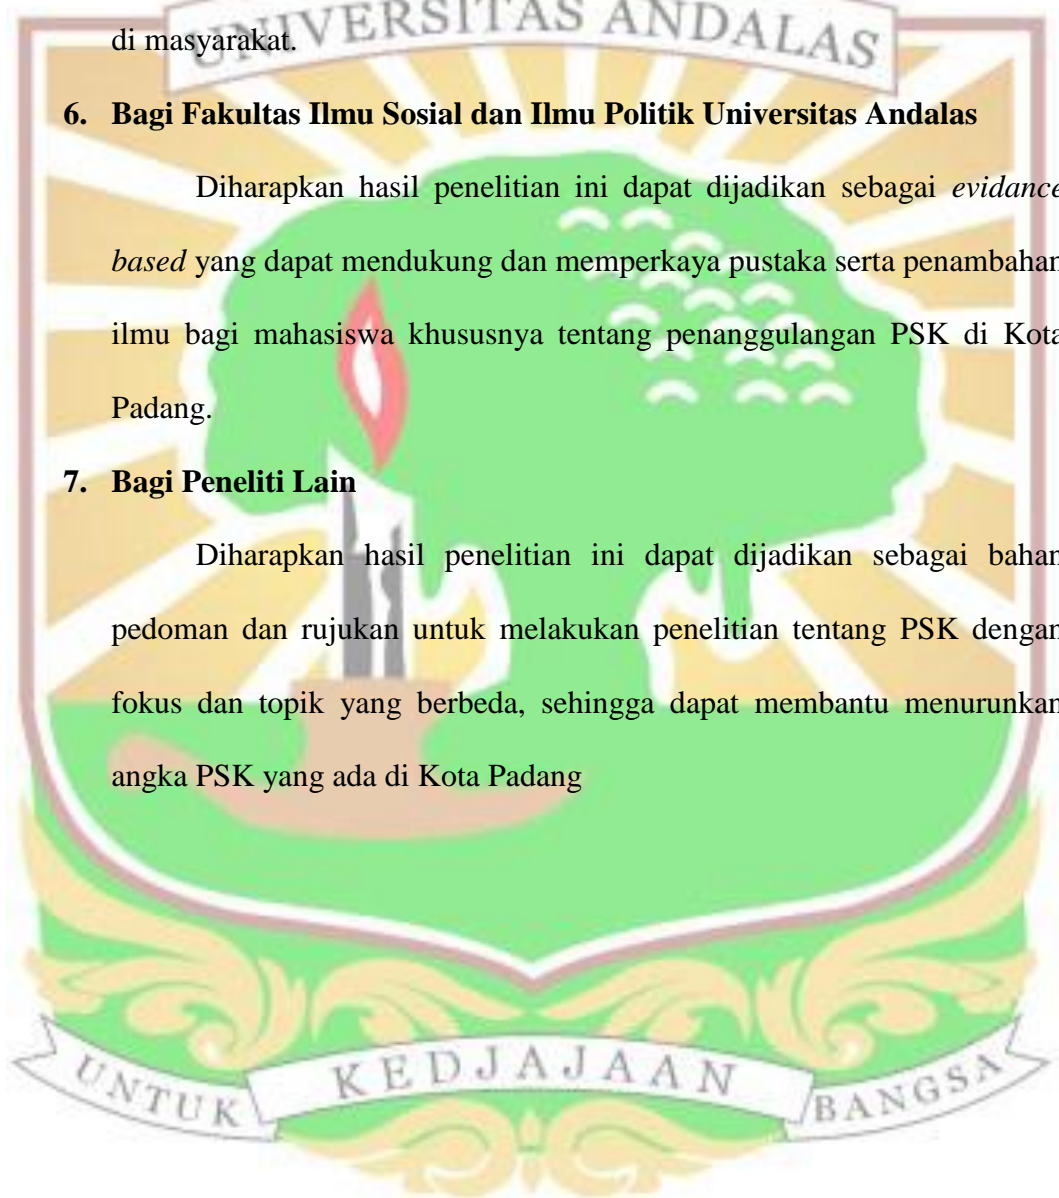 UNIVERSITAS ANDALAS
di masyarakat.
6. Bagi Fakultas Ilmu Sosial dan Ilmu Politik Universitas Andalas
Diharapkan hasil penelitian ini dapat dijadikan sebagai evidance
based yang dapat mendukung dan memperkaya pustaka serta penambahan
ilmu bagi mahasiswa khususnya tentang penanggulangan PSK di Kota
Padang.
7. Bagi Peneliti Lain
Diharapkan hasil penelitian ini dapat dijadikan sebagai bahan
pedoman dan rujukan untuk melakukan penelitian tentang PSK dengan
fokus dan topik yang berbeda, sehingga dapat membantu menurunkan
angka PSK yang ada di Kota Padang
UNTUK KEDJAJAAN BANGSA